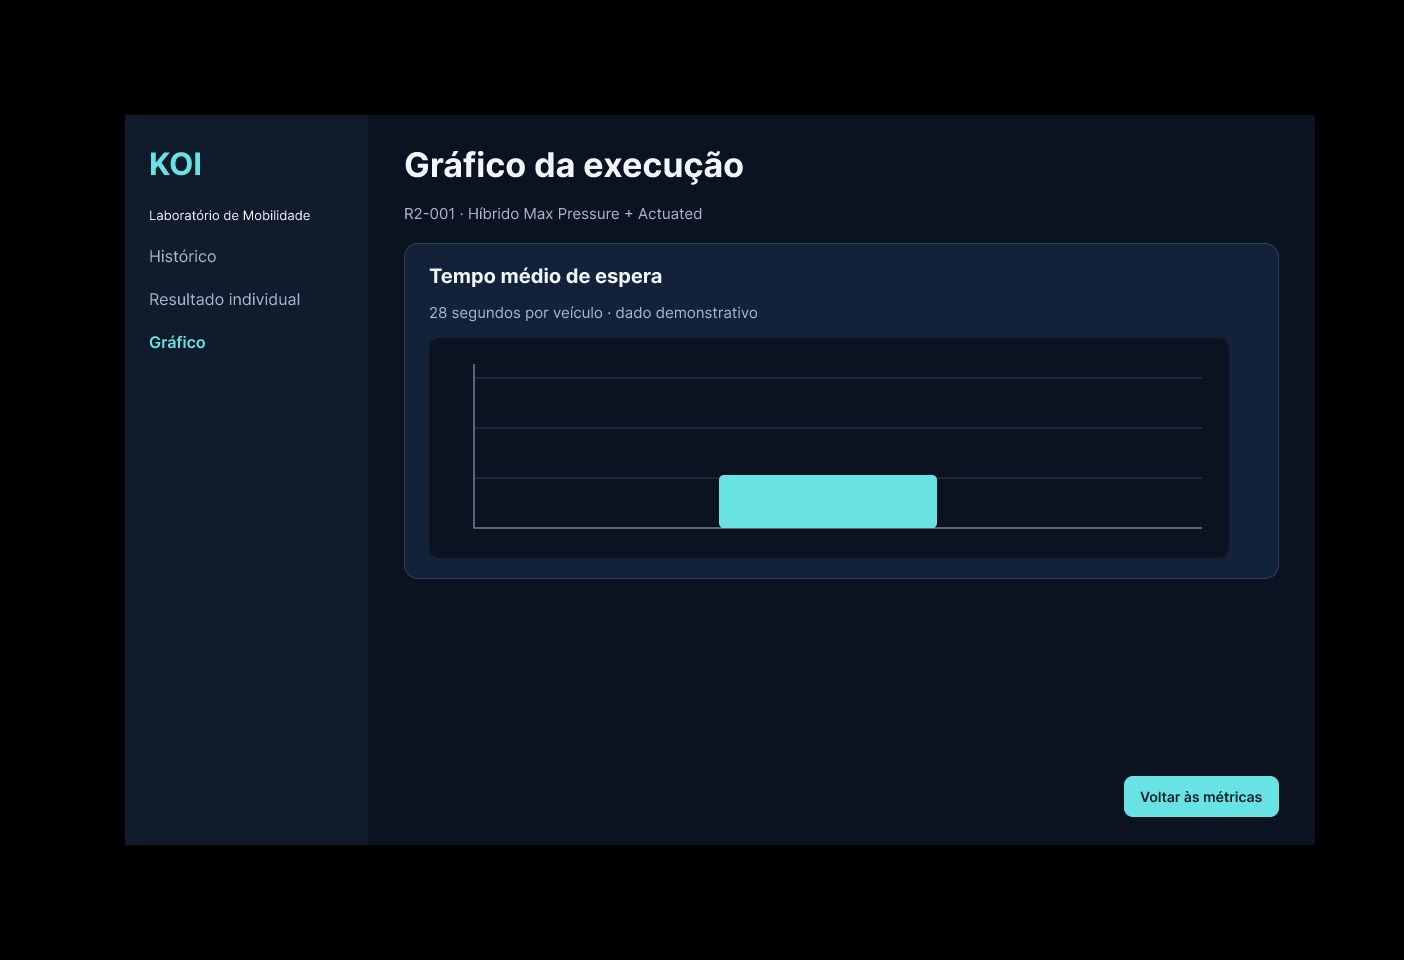 KOI
Laboratório de Mobilidade
Histórico
Resultado individual
Gráfico
Gráfico da execução
R2-001 · Híbrido Max Pressure + Actuated
Tempo médio de espera
28 segundos por veículo · dado demonstrativo
Voltar às métricas